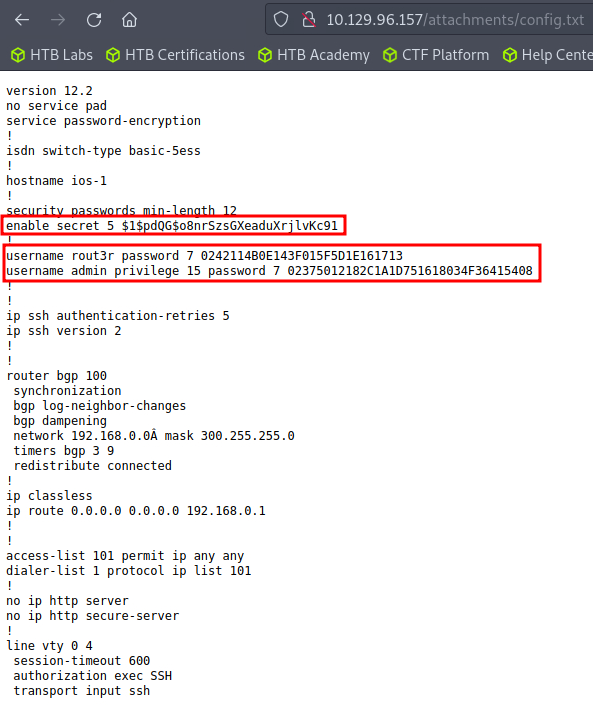 10.129.96.157/attachments/config.txt
HTB Labs HTB Certifications HTB Academy CTF Platform Help Cente
version 12.2
no service pad
service password-encryption
!
isdn switch-type basic-5ess
!
hostname ios-1
!
security passwords min-length 12
enable secret 5 $1$pdQG$o8nrSzsGXeaduXrjlvKc91
!
username rout3r password 7 0242114B0E143F015F5D1E161713
username admin privilege 15 password 7 02375012182C1A1D751618034F36415408
!
!
ip ssh authentication-retries 5
ip ssh version 2
!
!
router bgp 100
 synchronization
 bgp log-neighbor-changes
 bgp dampening
 network 192.168.0.0Â mask 300.255.255.0
 timers bgp 3 9
 redistribute connected
!
ip classless
ip route 0.0.0.0 0.0.0.0 192.168.0.1
!
!
access-list 101 permit ip any any
dialer-list 1 protocol ip list 101
!
no ip http server
no ip http secure-server
!
line vty 0 4
 session-timeout 600
 authorization exec SSH
 transport input ssh